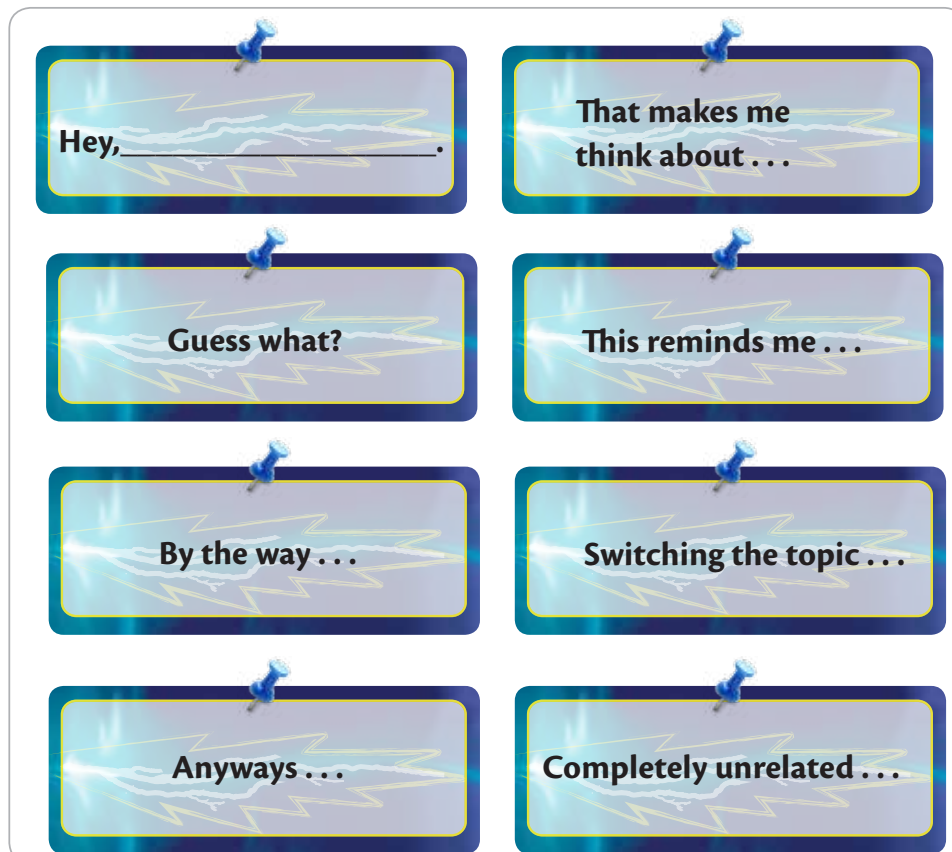 Hey,____________________.
That makes me
think about . . .
Guess what?
This reminds me . . .
By the way . . .
Switching the topic . . .
Anyways . . .
Completely unrelated . . .